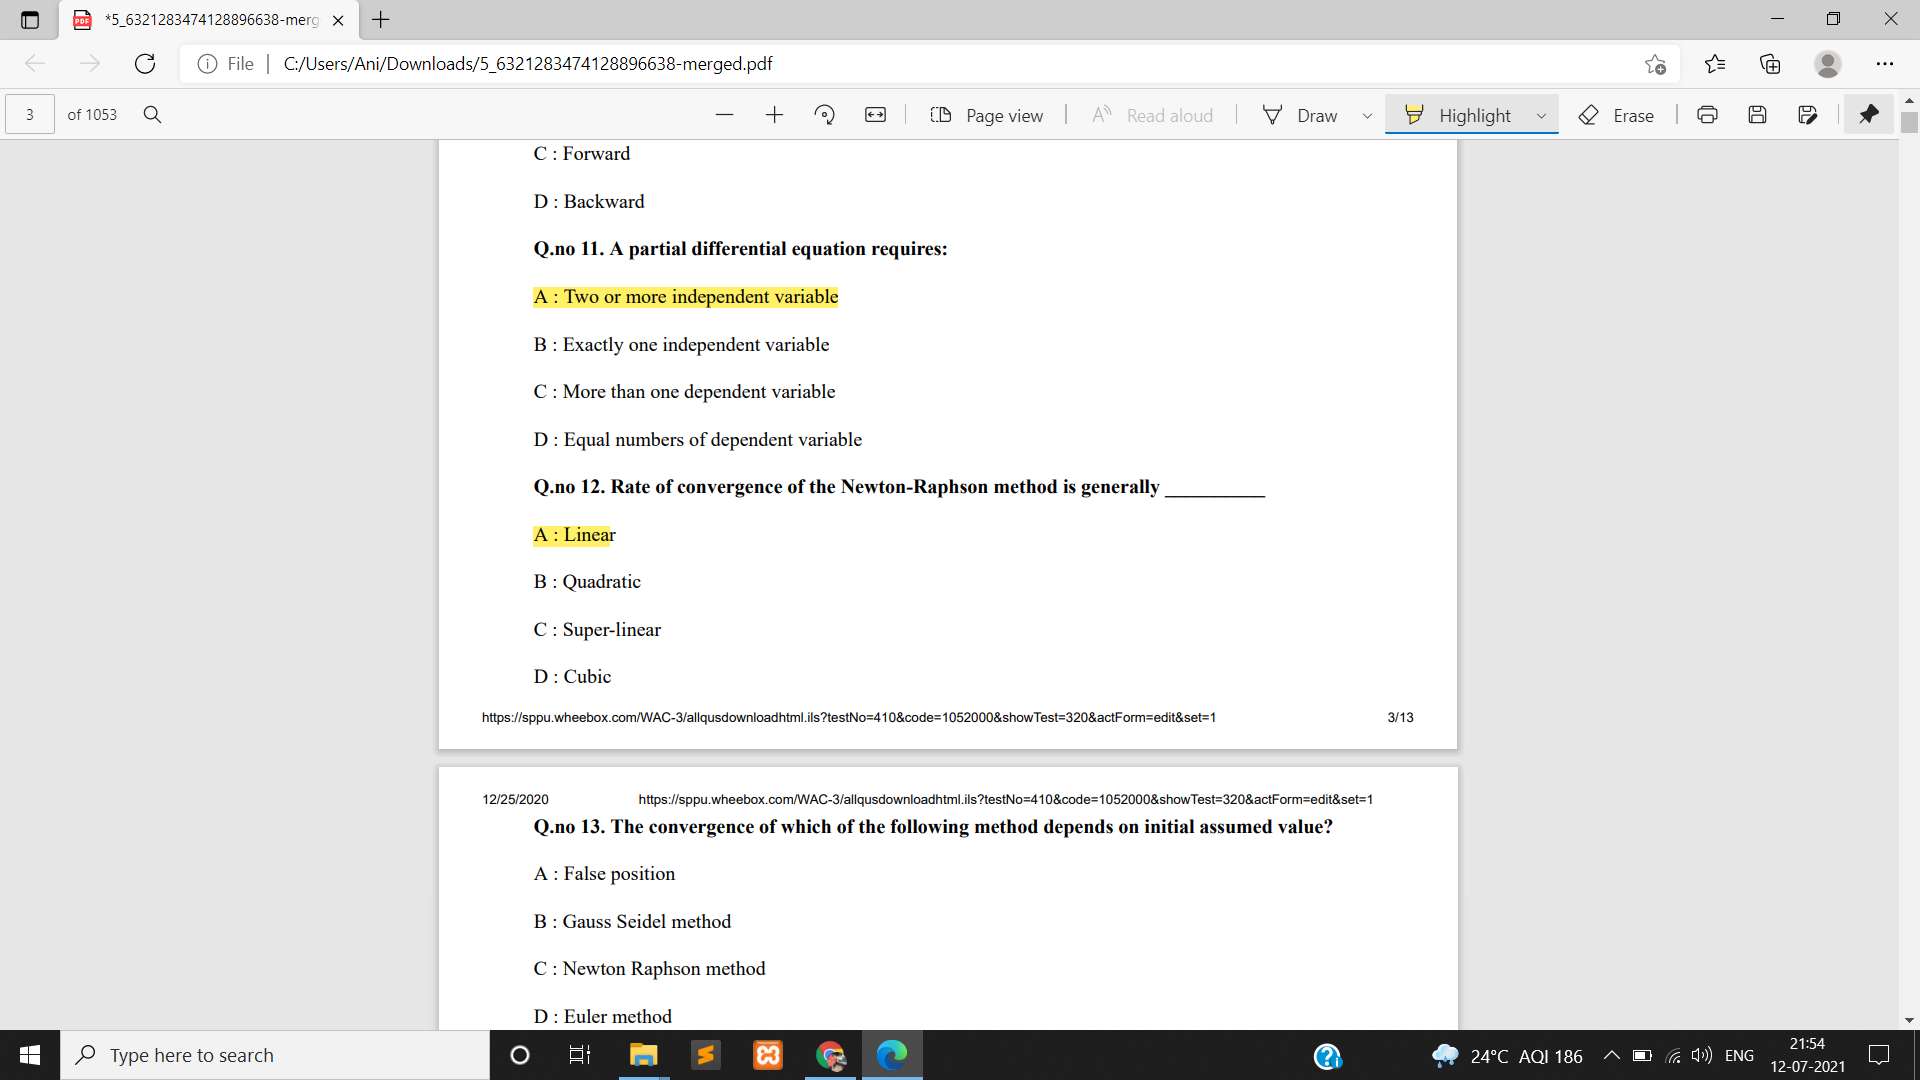 *5_6321283474128896638-merg
File
C:/Users/Ani/Downloads/5_6321283474128896638-merged.pdf
3 of 1053
Page view
Read aloud
Draw
Highlight
Erase
C : Forward
D : Backward
Q.no 11. A partial differential equation requires:
A : Two or more independent variable
B : Exactly one independent variable
C : More than one dependent variable
D : Equal numbers of dependent variable
Q.no 12. Rate of convergence of the Newton-Raphson method is generally __________
A : Linear
B : Quadratic
C : Super-linear
D : Cubic
https://sppu.wheebox.com/WAC-3/allqusdownloadhtml.ils?testNo=410&code=1052000&showTest=320&actForm=edit&set=1 3/13
12/25/2020 https://sppu.wheebox.com/WAC-3/allqusdownloadhtml.ils?testNo=410&code=1052000&showTest=320&actForm=edit&set=1
Q.no 13. The convergence of which of the following method depends on initial assumed value?
A : False position
B : Gauss Seidel method
C : Newton Raphson method
D : Euler method
Type here to search
24°C AQI 186
ENG
21:54
12-07-2021